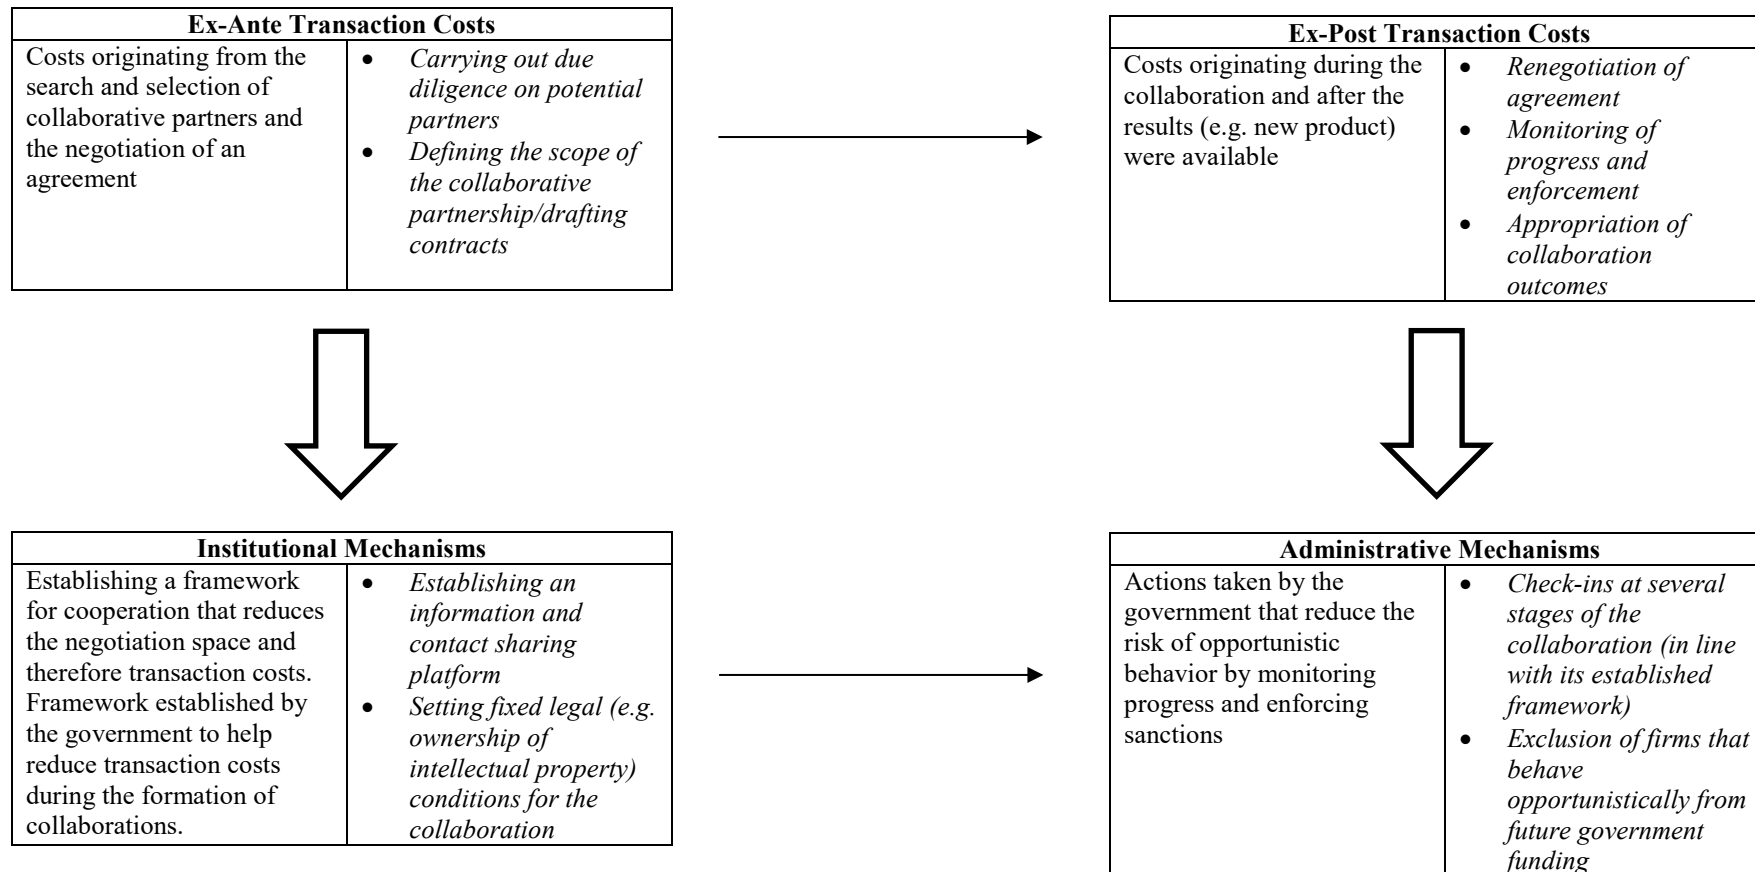 Ex-Ante Transaction Costs
Costs originating from the
search and selection of
collaborative partners and
the negotiation of an
agreement
• Carrying out due
diligence on potential
partners
• Defining the scope of
the collaborative
partnership/drafting
contracts
Ex-Post Transaction Costs
Costs originating during the
collaboration and after the
results (e.g. new product)
were available
• Renegotiation of
agreement
• Monitoring of
progress and
enforcement
• Appropriation of
collaboration
outcomes
Institutional Mechanisms
Establishing a framework
for cooperation that reduces
the negotiation space and
therefore transaction costs.
Framework established by
the government to help
reduce transaction costs
during the formation of
collaborations.
• Establishing an
information and
contact sharing
platform
• Setting fixed legal (e.g.
ownership of
intellectual property)
conditions for the
collaboration
Administrative Mechanisms
Actions taken by the
government that reduce the
risk of opportunistic
behavior by monitoring
progress and enforcing
sanctions
• Check-ins at several
stages of the
collaboration (in line
with its established
framework)
• Exclusion of firms that
behave
opportunistically from
future government
funding